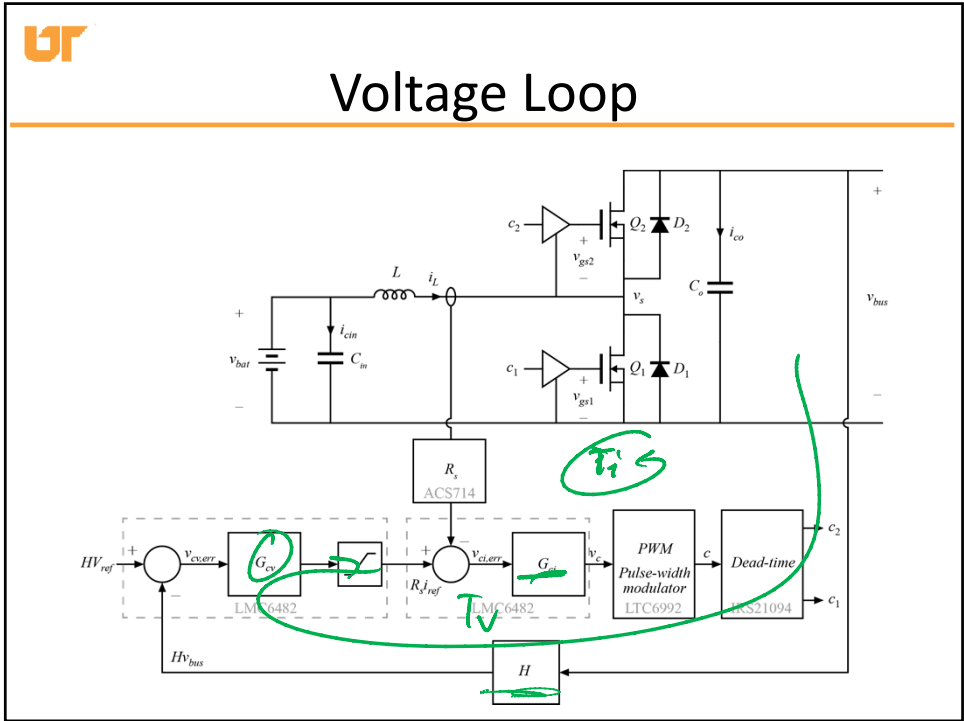 UT
Voltage Loop
c2
Q2
D2
+
vgs2
−
ico
+
L
iL
vs
Co
vbus
+
icin
vbat
Cin
−
c1
Q1
D1
+
vgs1
−
−
Rs
ACS714
Ti
HVref
+
−
vcv,err
Gcv
LMC6482
Rsiref
+
−
vci,err
Gci
LMC6482
vc
PWM
Pulse-width
modulator
LTC6992
c
Dead-time
IRS21094
c2
c1
Tv
Hvbus
H